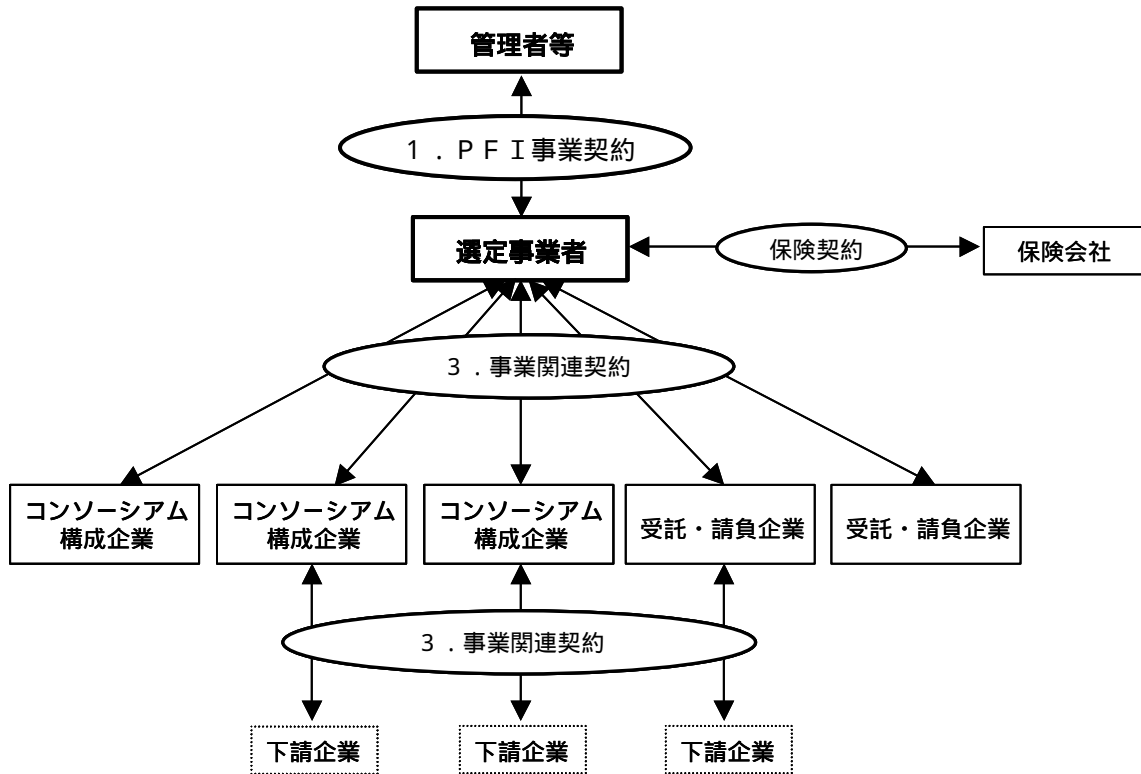 管理者等
１．ＰＦＩ事業契約
選定事業者
保険契約
保険会社
３．事業関連契約
コンソーシアム
構成企業
コンソーシアム
構成企業
コンソーシアム
構成企業
受託・請負企業
受託・請負企業
３．事業関連契約
下請企業
下請企業
下請企業